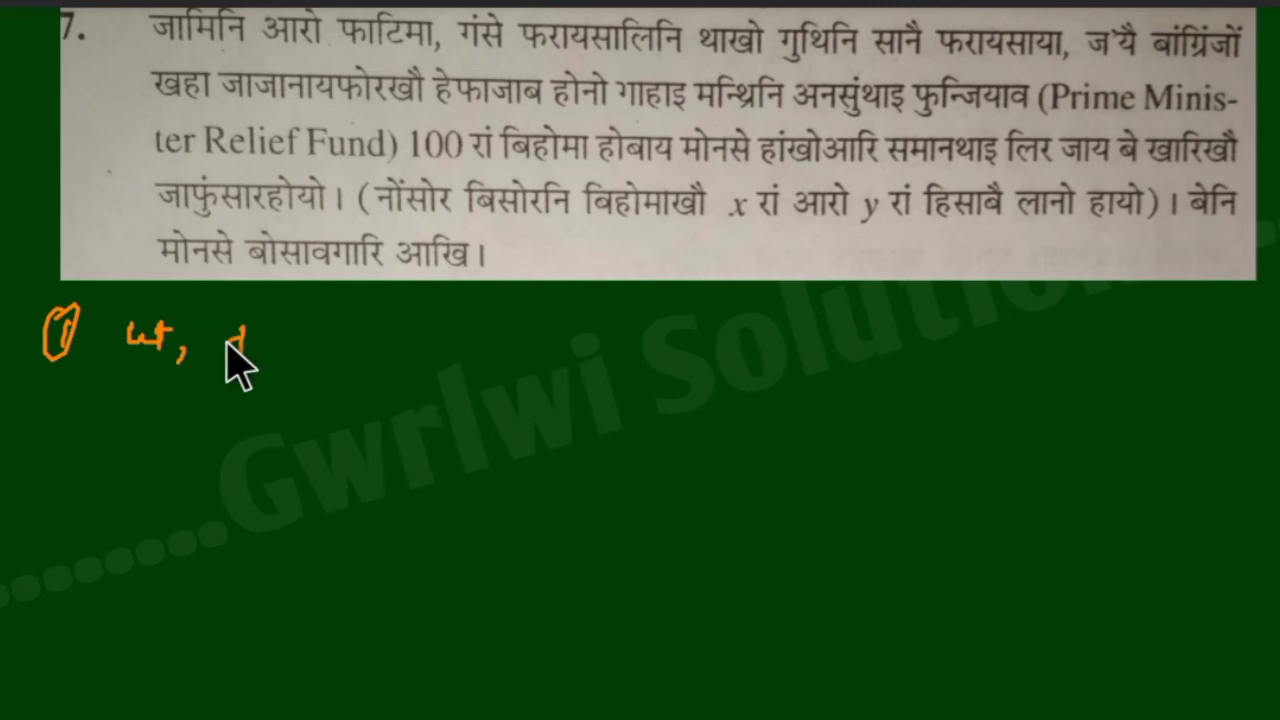 7. जामिनि आरो फाटिमा, गंसे फरायसालिनि थाखो गुथिनि सानै फरायसाया, ज'यै बांग्रिंजों
खहा जाजानायफोरखौ हेफाजाब होनो गाहाइ मन्थ्रिनि अनसुंथाइ फुन्जियाव (Prime Minis-
ter Relief Fund) 100 रां बिहोमा होबाय मोनसे हांखोआरि समानथाइ लिर जाय बे खारिखौ
जाफुंसारहोयो। (नोंसोर बिसोरनि बिहोमाखौ x रां आरो y रां हिसाबै लानो हायो)। बेनि
मोनसे बोसावगारि आखि।
Let,
.........Gwrlwi Solution